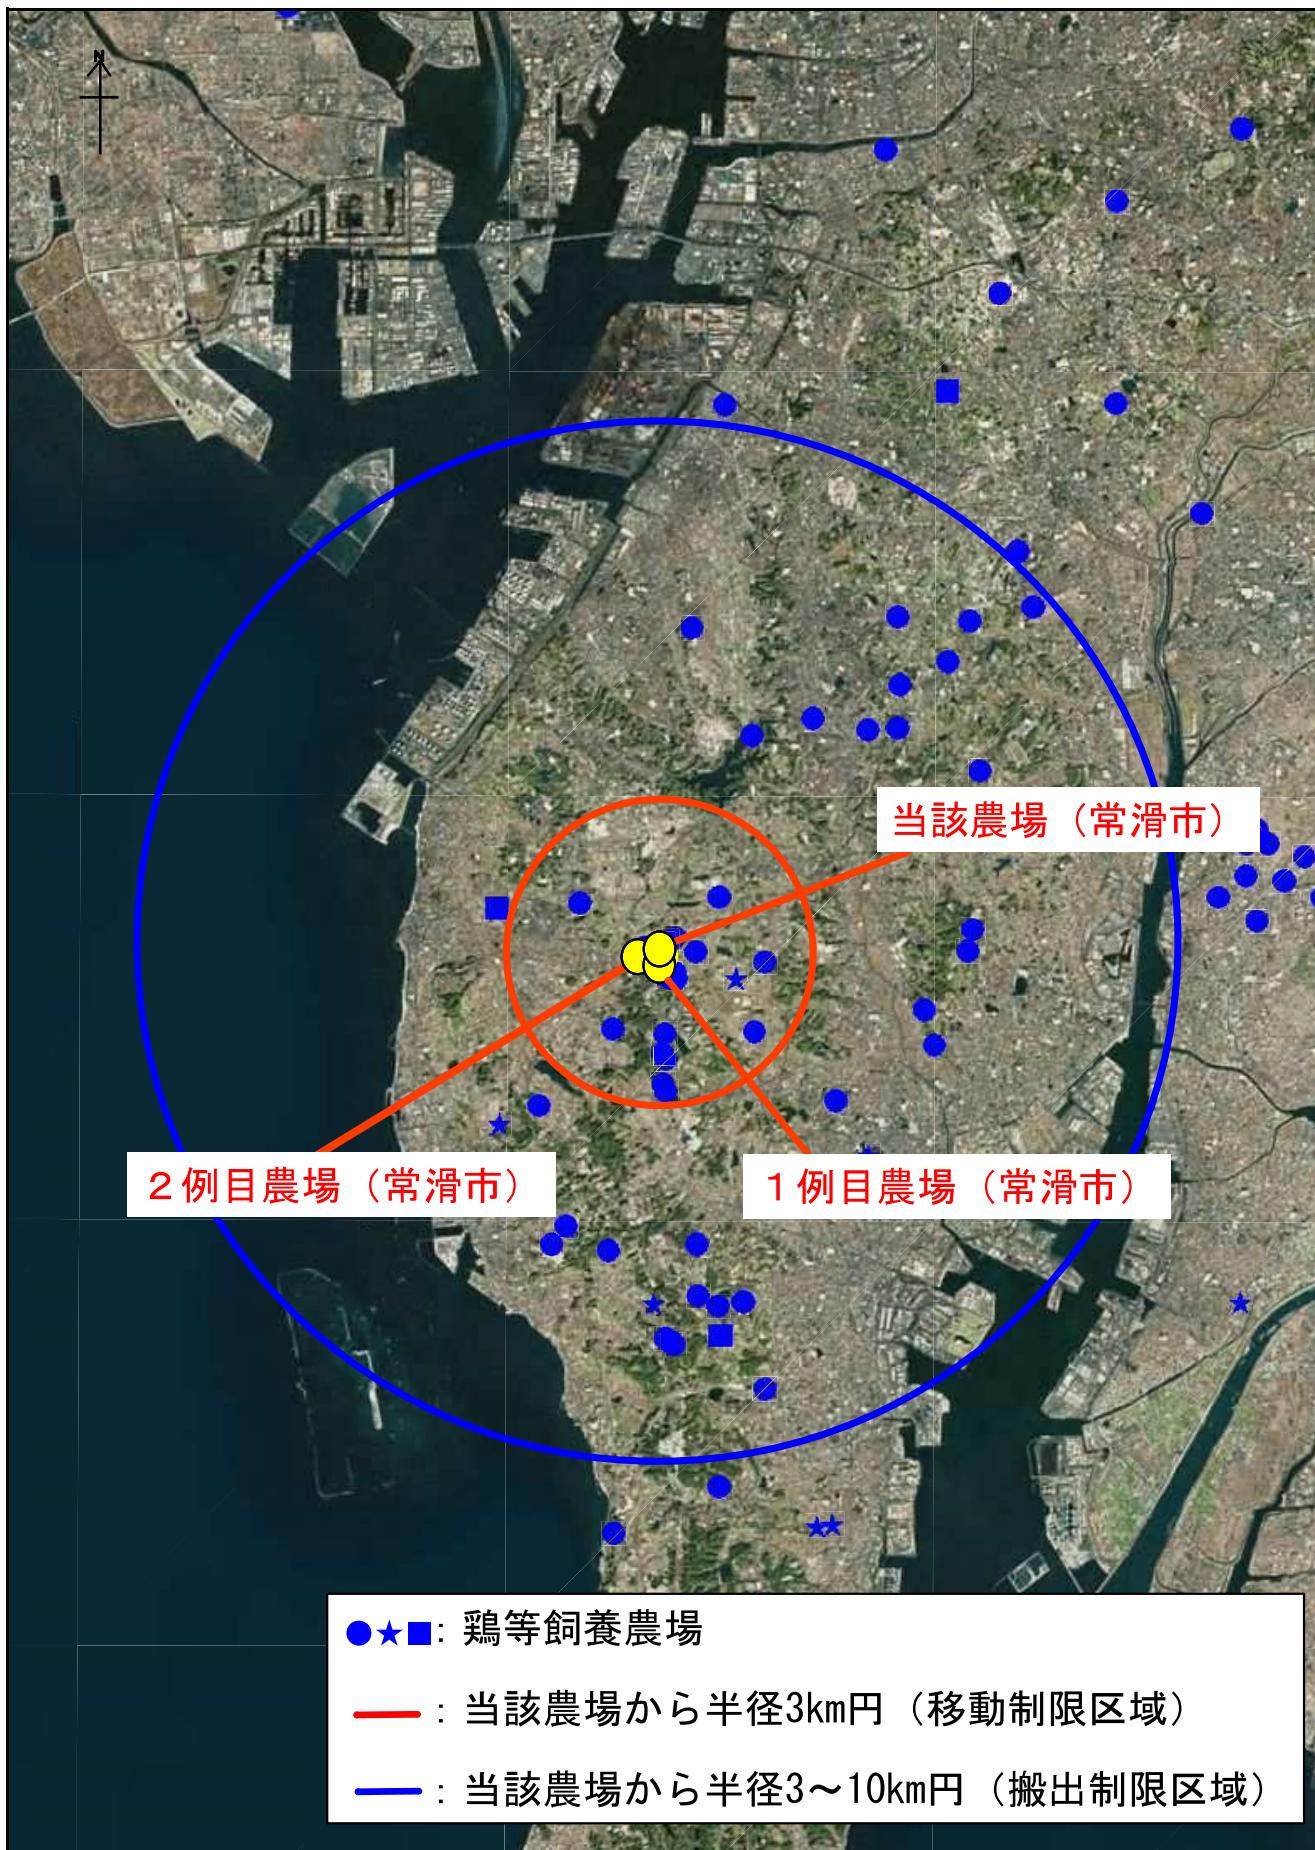 N
当該農場（常滑市）
２例目農場（常滑市）
１例目農場（常滑市）
●★■：鶏等飼養農場
：当該農場から半径3km円（移動制限区域）
：当該農場から半径3～10km円（搬出制限区域）